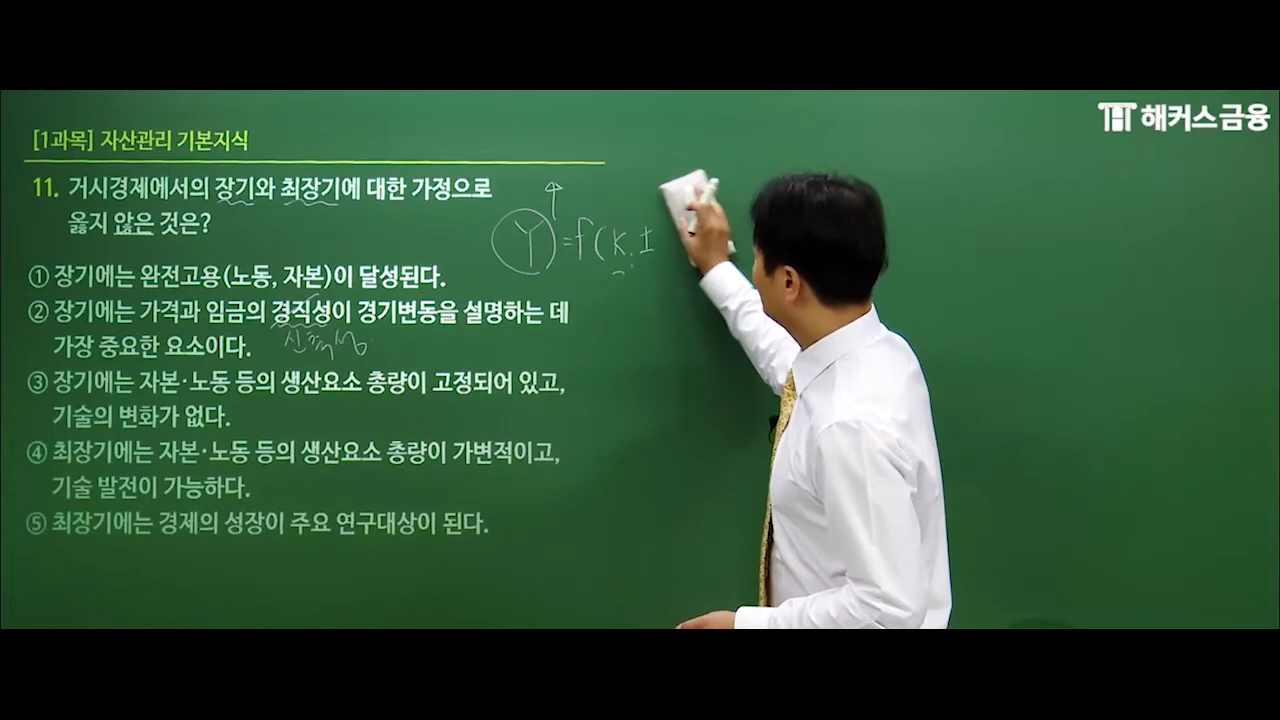 해커스금융
[1과목] 자산관리 기본지식
11. 거시경제에서의 장기와 최장기에 대한 가정으로
옳지 않은 것은?
Y = f(K, L
① 장기에는 완전고용(노동, 자본)이 달성된다.
② 장기에는 가격과 임금의 경직성이 경기변동을 설명하는 데
가장 중요한 요소이다.
신축성
③ 장기에는 자본·노동 등의 생산요소 총량이 고정되어 있고,
기술의 변화가 없다.
④ 최장기에는 자본·노동 등의 생산요소 총량이 가변적이고,
기술 발전이 가능하다.
⑤ 최장기에는 경제의 성장이 주요 연구대상이 된다.